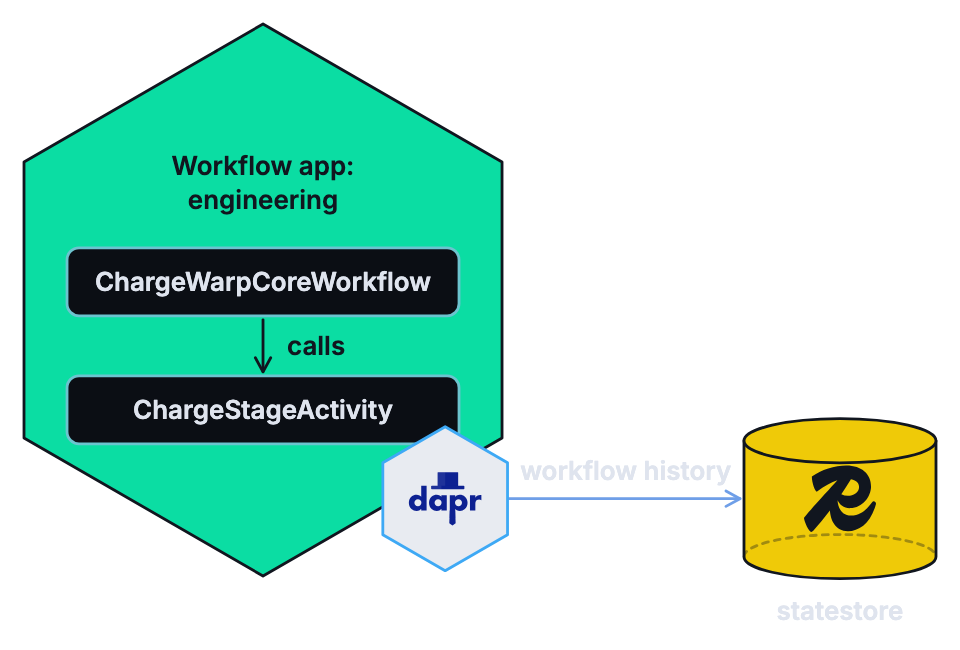 Workflow app:
engineering
ChargeWarpCoreWorkflow
calls
ChargeStageActivity
dapr
workflow history
R
statestore